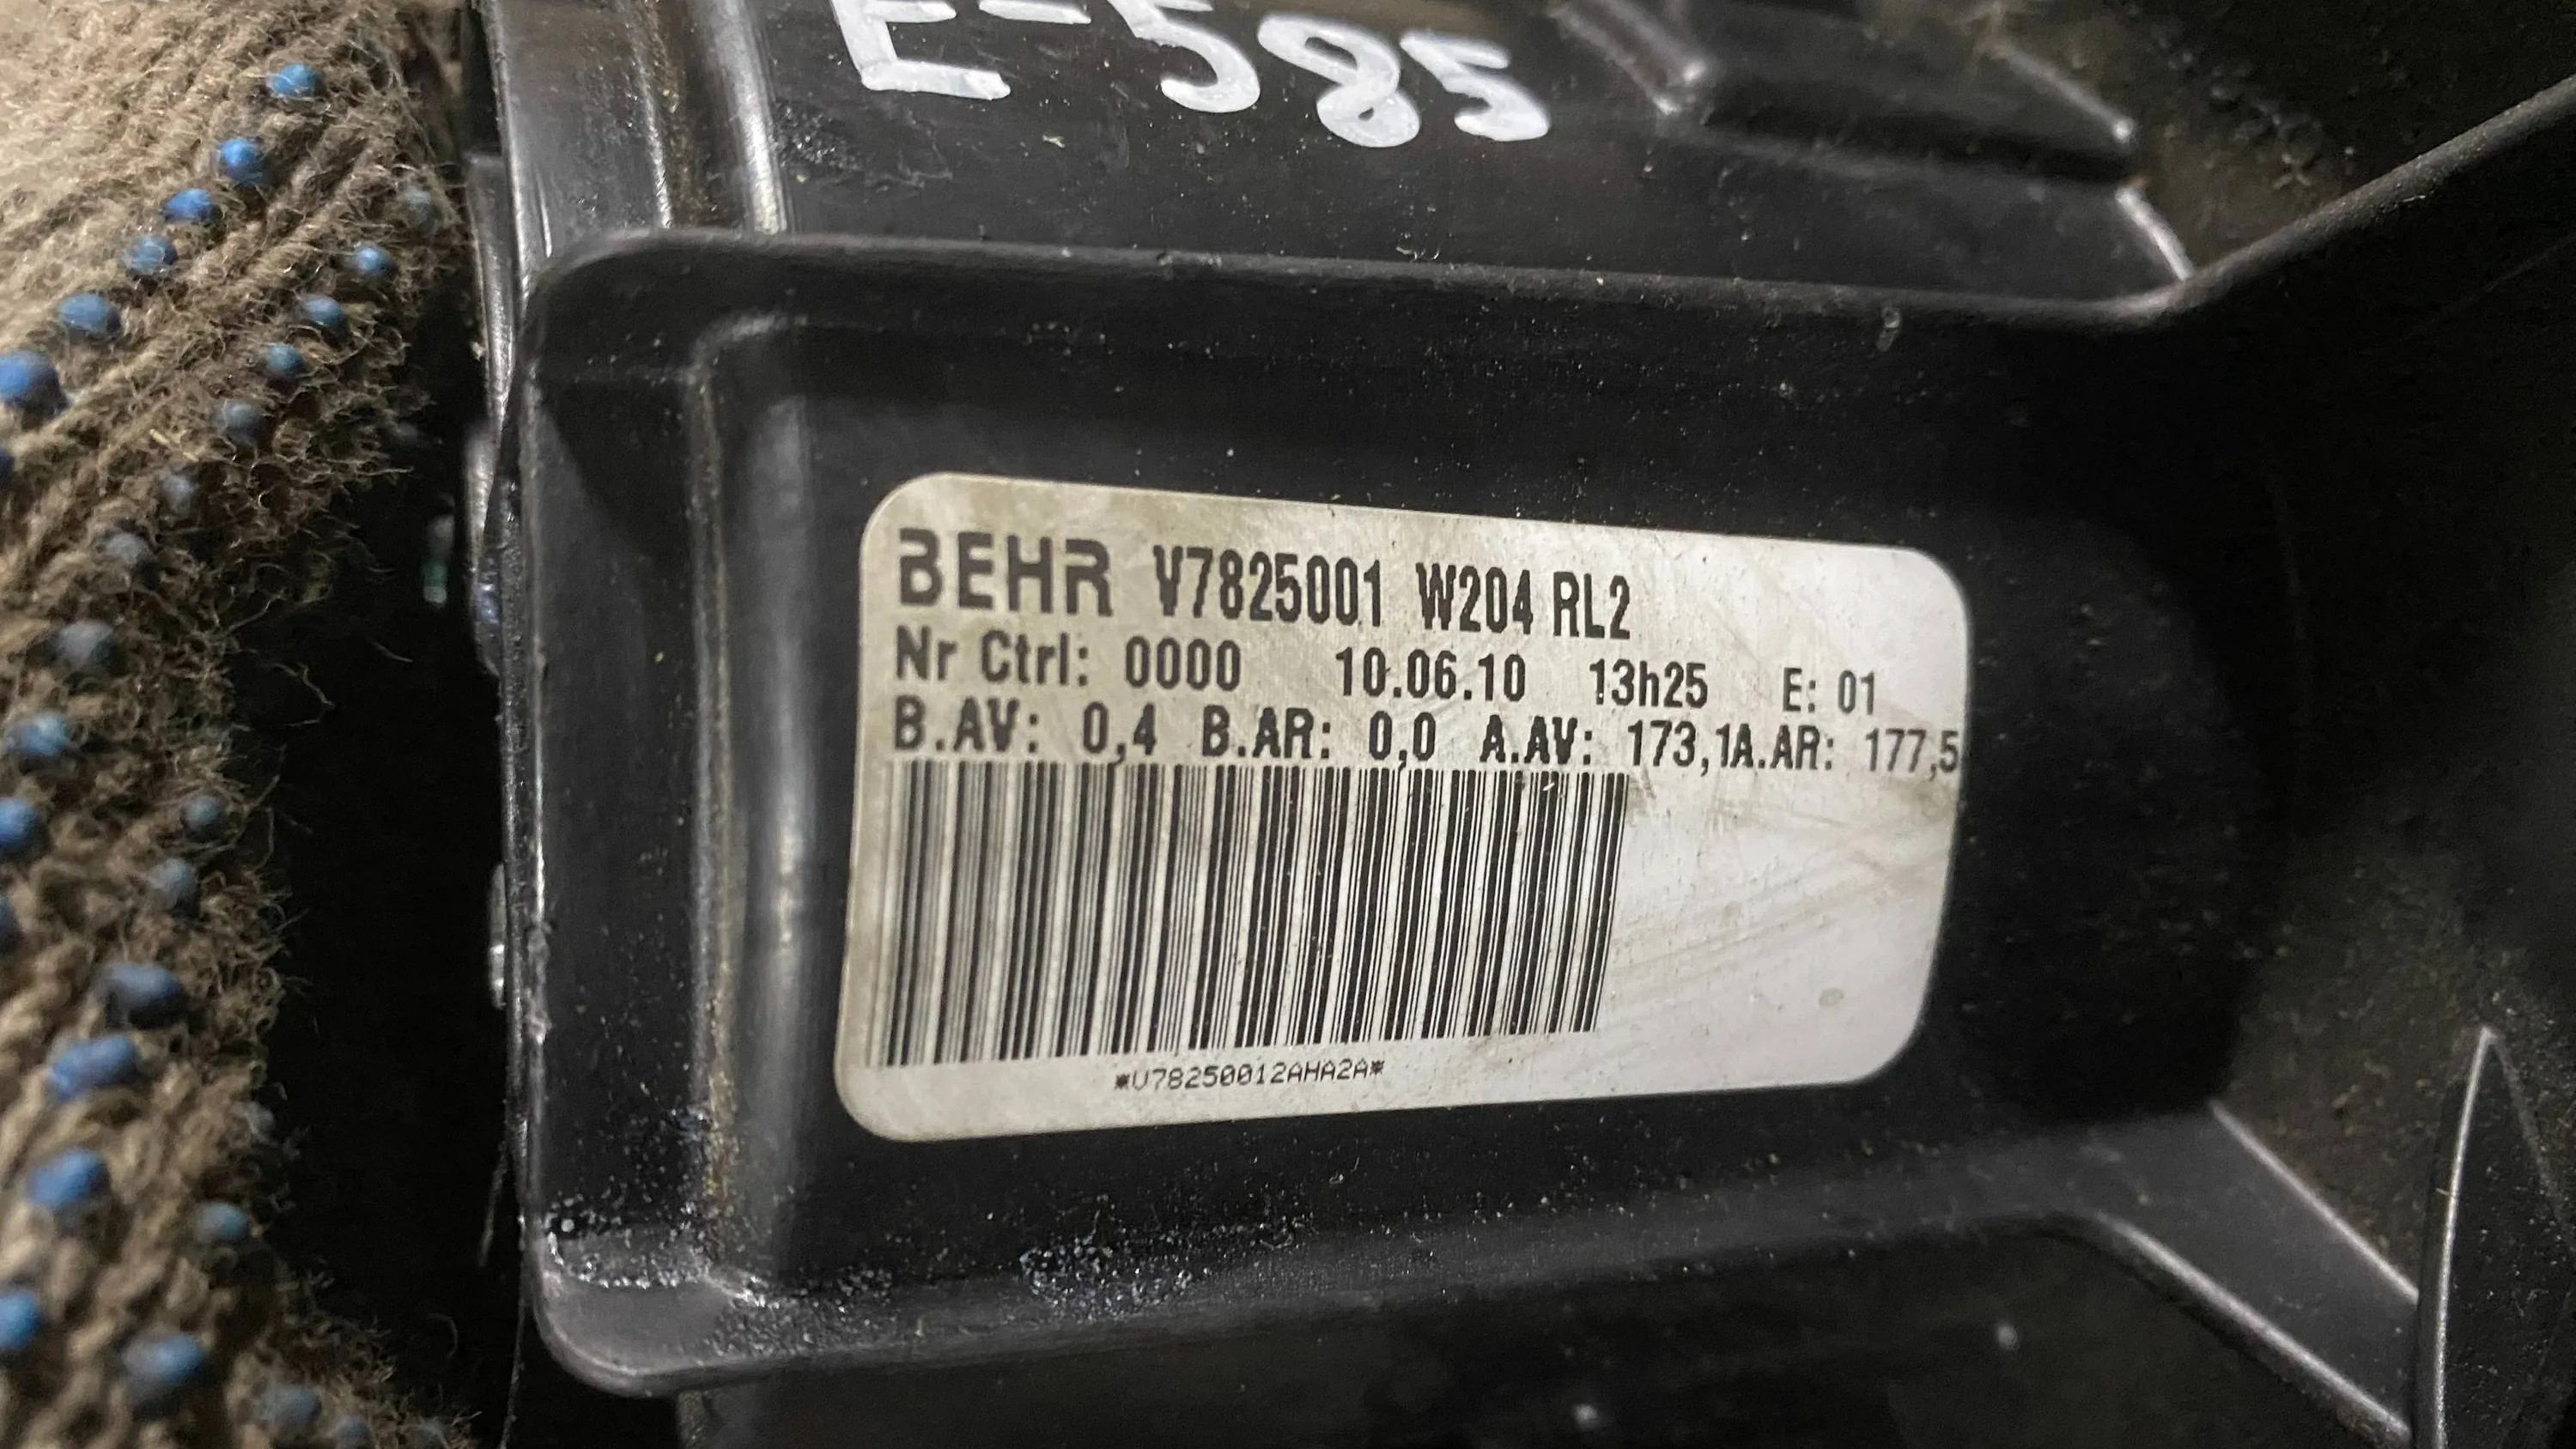 E-585
BEHR V7825001 W204 RL2
Nr Ctrl: 0000 10.06.10 13h25 E: 01
B.AV: 0,4 B.AR: 0,0 A.AV: 173,1A.AR: 177,5
*V78250012AHA2A*